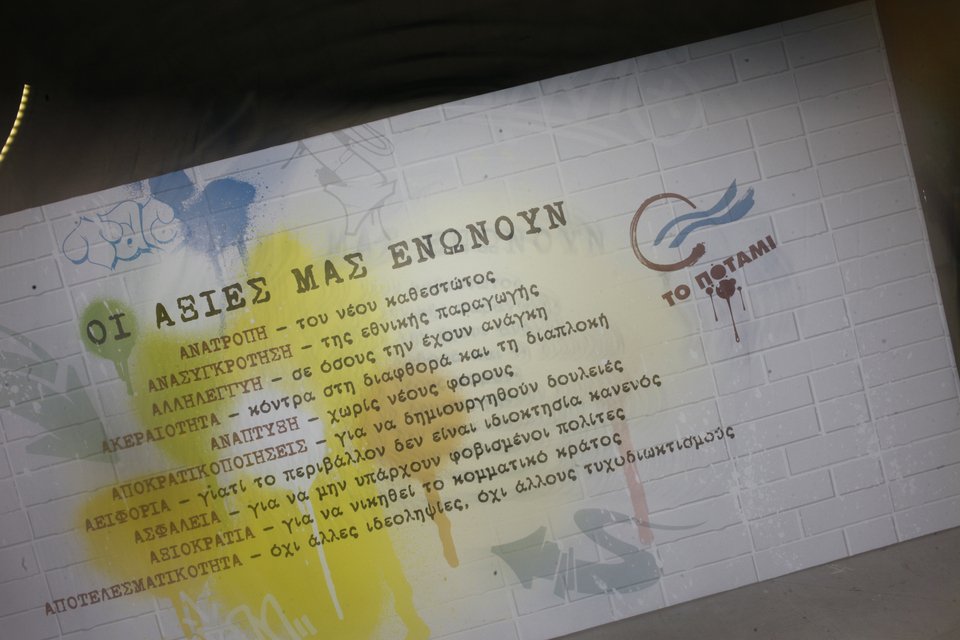 ΟΙ ΑΞΙΕΣ ΜΑΣ ΕΝΩΝΟΥΝ
ΤΟ ΠΟΤΑΜΙ
ΑΝΑΤΡΟΠΗ – του νέου καθεστώτος
ΑΝΑΣΥΓΚΡΟΤΗΣΗ – της εθνικής παραγωγής
ΑΛΛΗΛΕΓΓΥΗ – σε όσους την έχουν ανάγκη
ΑΚΕΡΑΙΟΤΗΤΑ – κόντρα στη διαφθορά και τη διαπλοκή
ΑΝΑΠΤΥΞΗ – χωρίς νέους φόρους
ΑΠΟΚΡΑΤΙΚΟΠΟΙΗΣΕΙΣ – για να δημιουργηθούν δουλειές
ΑΕΙΦΟΡΙΑ – γιατί το περιβάλλον δεν είναι ιδιοκτησία κανενός
ΑΣΦΑΛΕΙΑ – για να μην υπάρχουν φοβισμένοι πολίτες
ΑΞΙΟΚΡΑΤΙΑ – για να νικηθεί το κομματικό κράτος
ΑΠΟΤΕΛΕΣΜΑΤΙΚΟΤΗΤΑ – όχι άλλες ιδεοληψίες, όχι άλλους τυχοδιωκτισμούς